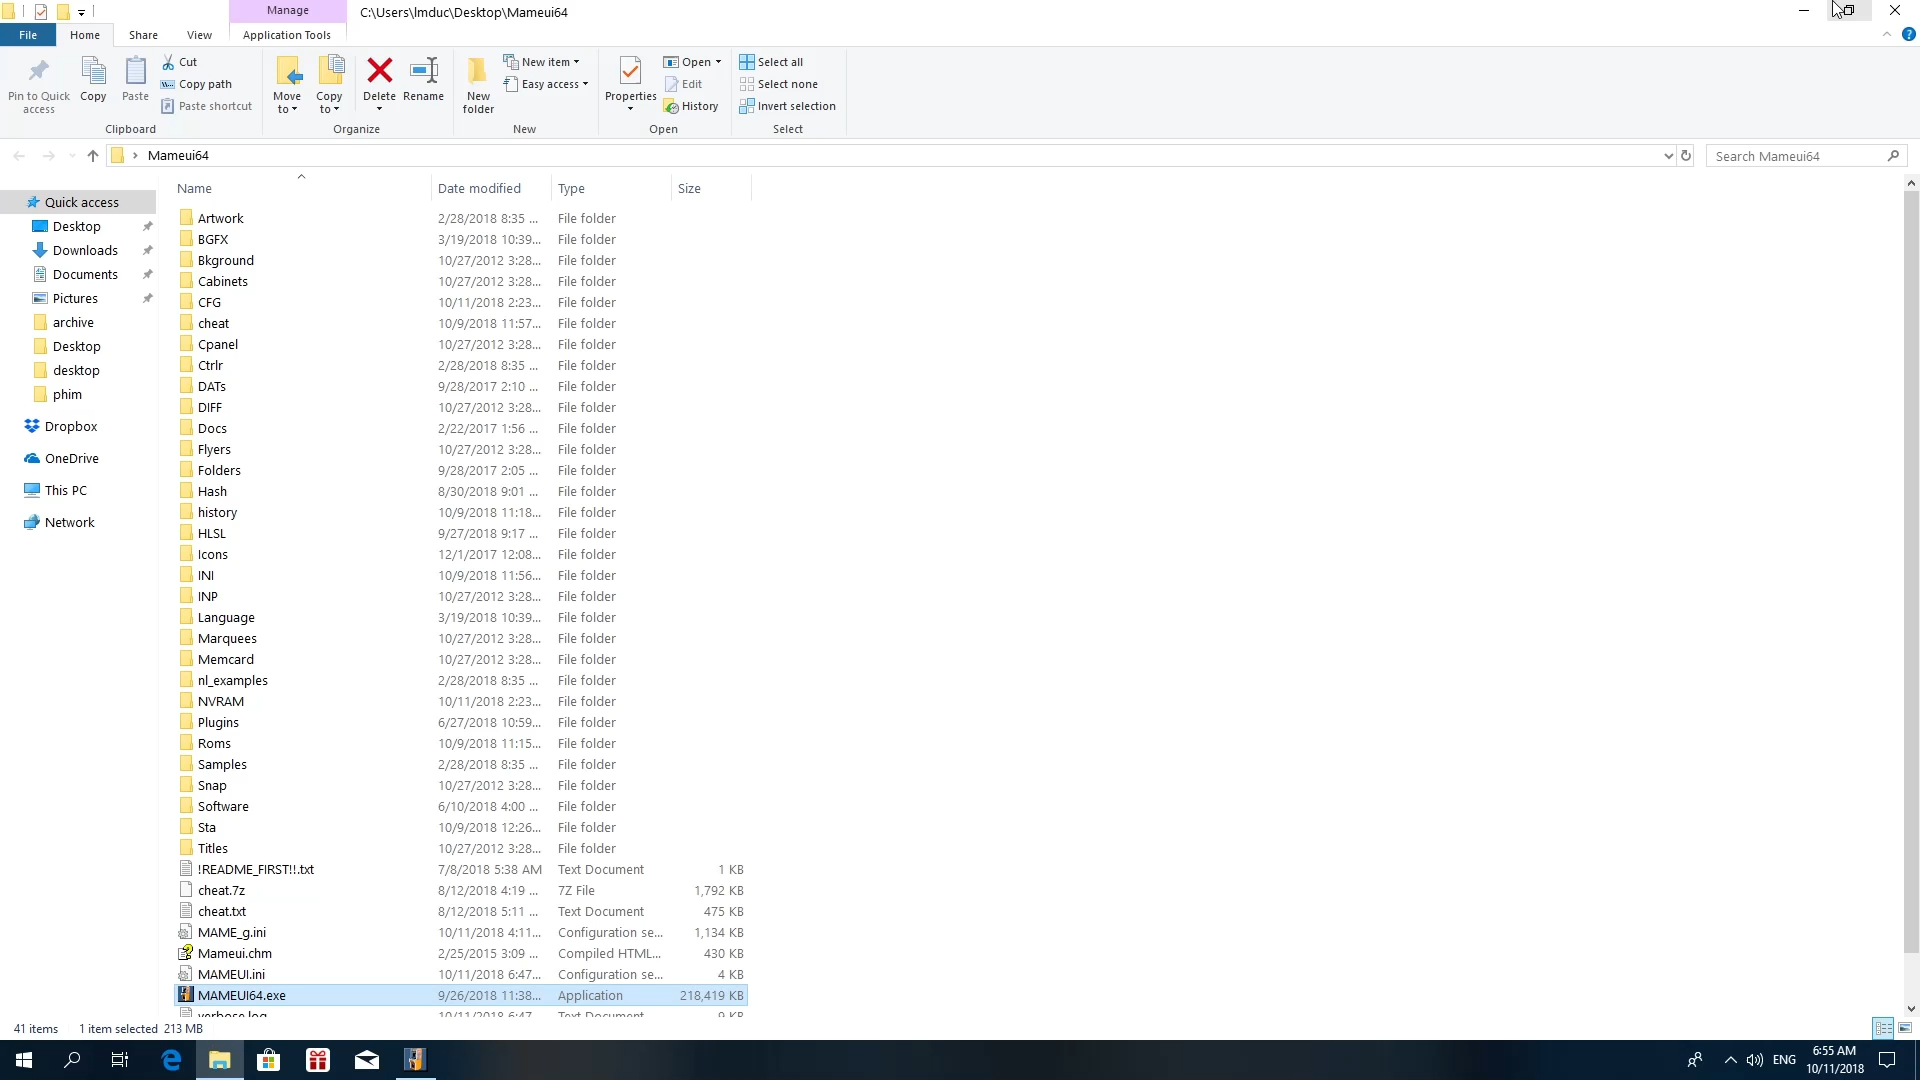 Manage
C:\Users\lmduc\Desktop\Mameui64
File Home Share View Application Tools
Pin to Quick access
Copy
Paste
Cut
Copy path
Paste shortcut
Clipboard
Move to
Copy to
Delete
Rename
Organize
New folder
New item
Easy access
New
Properties
Open
Edit
History
Open
Select all
Select none
Invert selection
Select
Mameui64
Search Mameui64
Quick access
Desktop
Downloads
Documents
Pictures
archive
Desktop
desktop
phim
Dropbox
OneDrive
This PC
Network
Name Date modified Type Size
Artwork 2/28/2018 8:35 ... File folder
BGFX 3/19/2018 10:39... File folder
Bkground 10/27/2012 3:28... File folder
Cabinets 10/27/2012 3:28... File folder
CFG 10/11/2018 2:23... File folder
cheat 10/9/2018 11:57... File folder
Cpanel 10/27/2012 3:28... File folder
Ctrlr 2/28/2018 8:35 ... File folder
DATs 9/28/2017 2:10 ... File folder
DIFF 10/27/2012 3:28... File folder
Docs 2/22/2017 1:56 ... File folder
Flyers 10/27/2012 3:28... File folder
Folders 9/28/2017 2:05 ... File folder
Hash 8/30/2018 9:01 ... File folder
history 10/9/2018 11:18... File folder
HLSL 9/27/2018 9:17 ... File folder
Icons 12/1/2017 12:08... File folder
INI 10/9/2018 11:56... File folder
INP 10/27/2012 3:28... File folder
Language 3/19/2018 10:39... File folder
Marquees 10/27/2012 3:28... File folder
Memcard 10/27/2012 3:28... File folder
nl_examples 2/28/2018 8:35 ... File folder
NVRAM 10/11/2018 2:23... File folder
Plugins 6/27/2018 10:59... File folder
Roms 10/9/2018 11:15... File folder
Samples 2/28/2018 8:35 ... File folder
Snap 10/27/2012 3:28... File folder
Software 6/10/2018 4:00 ... File folder
Sta 10/9/2018 12:26... File folder
Titles 10/27/2012 3:28... File folder
!README_FIRST!!.txt 7/8/2018 5:38 AM Text Document 1 KB
cheat.7z 8/12/2018 4:19 ... 7Z File 1,792 KB
cheat.txt 8/12/2018 5:11 ... Text Document 475 KB
MAME_g.ini 10/11/2018 4:11... Configuration se... 1,134 KB
Mameui.chm 2/25/2015 3:09 ... Compiled HTML... 430 KB
MAMEUI.ini 10/11/2018 6:47... Configuration se... 4 KB
MAMEUI64.exe 9/26/2018 11:38... Application 218,419 KB
verbose.log 10/11/2018 6:47... Text Document 9 KB
41 items 1 item selected 213 MB
ENG
6:55 AM
10/11/2018